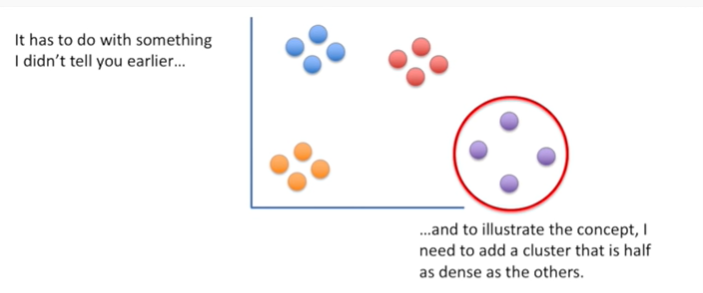 It has to do with something
I didn't tell you earlier...
...and to illustrate the concept, I
need to add a cluster that is half
as dense as the others.